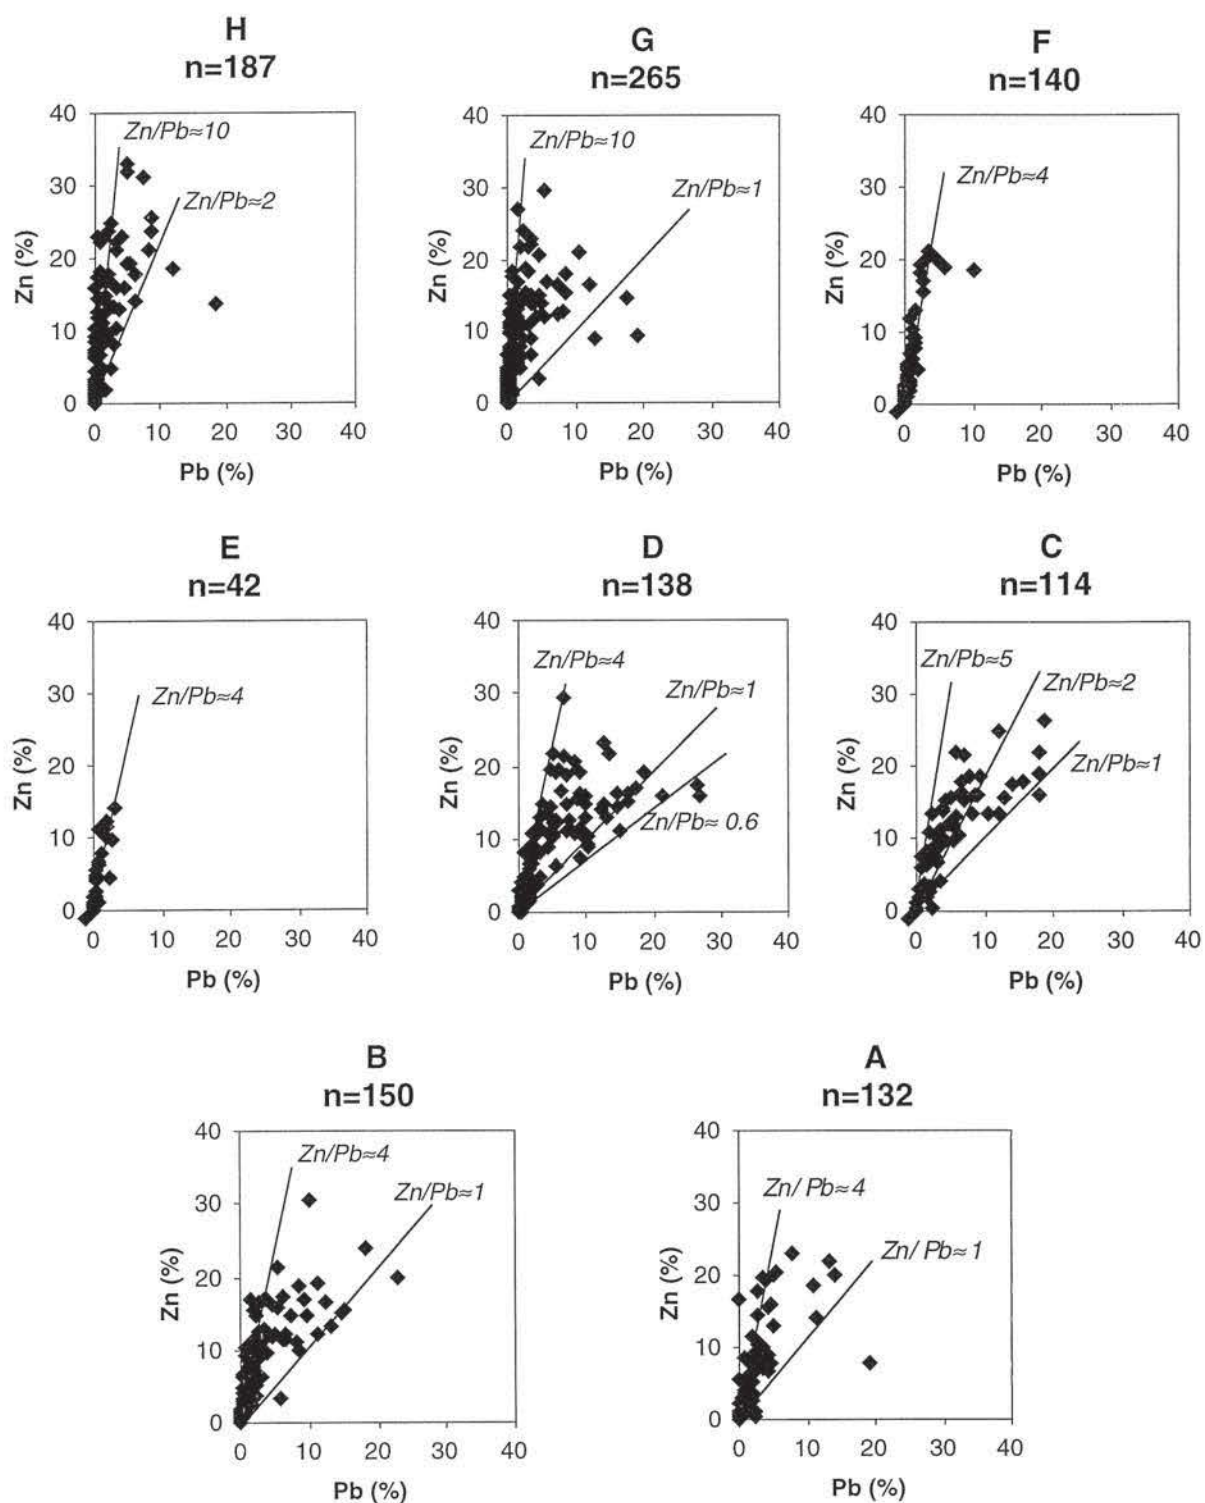 H
n=187
40
30
20
10
0
Zn (%)
Zn/Pb≈10
Zn/Pb≈2
0 10 20 30 40
Pb (%)
G
n=265
40
30
20
10
0
Zn (%)
Zn/Pb≈10
Zn/Pb≈1
0 10 20 30 40
Pb (%)
F
n=140
40
30
20
10
0
Zn (%)
Zn/Pb≈4
0 10 20 30 40
Pb (%)
E
n=42
40
30
20
10
0
Zn (%)
Zn/Pb≈4
0 10 20 30 40
Pb (%)
D
n=138
40
30
20
10
0
Zn (%)
Zn/Pb≈4
Zn/Pb≈1
Zn/Pb≈ 0.6
0 10 20 30 40
Pb (%)
C
n=114
40
30
20
10
0
Zn (%)
Zn/Pb≈5
Zn/Pb≈2
Zn/Pb≈1
0 10 20 30 40
Pb (%)
B
n=150
40
30
20
10
0
Zn (%)
Zn/Pb≈4
Zn/Pb≈1
0 10 20 30 40
Pb (%)
A
n=132
40
30
20
10
0
Zn (%)
Zn/ Pb≈4
Zn/ Pb≈1
0 10 20 30 40
Pb (%)